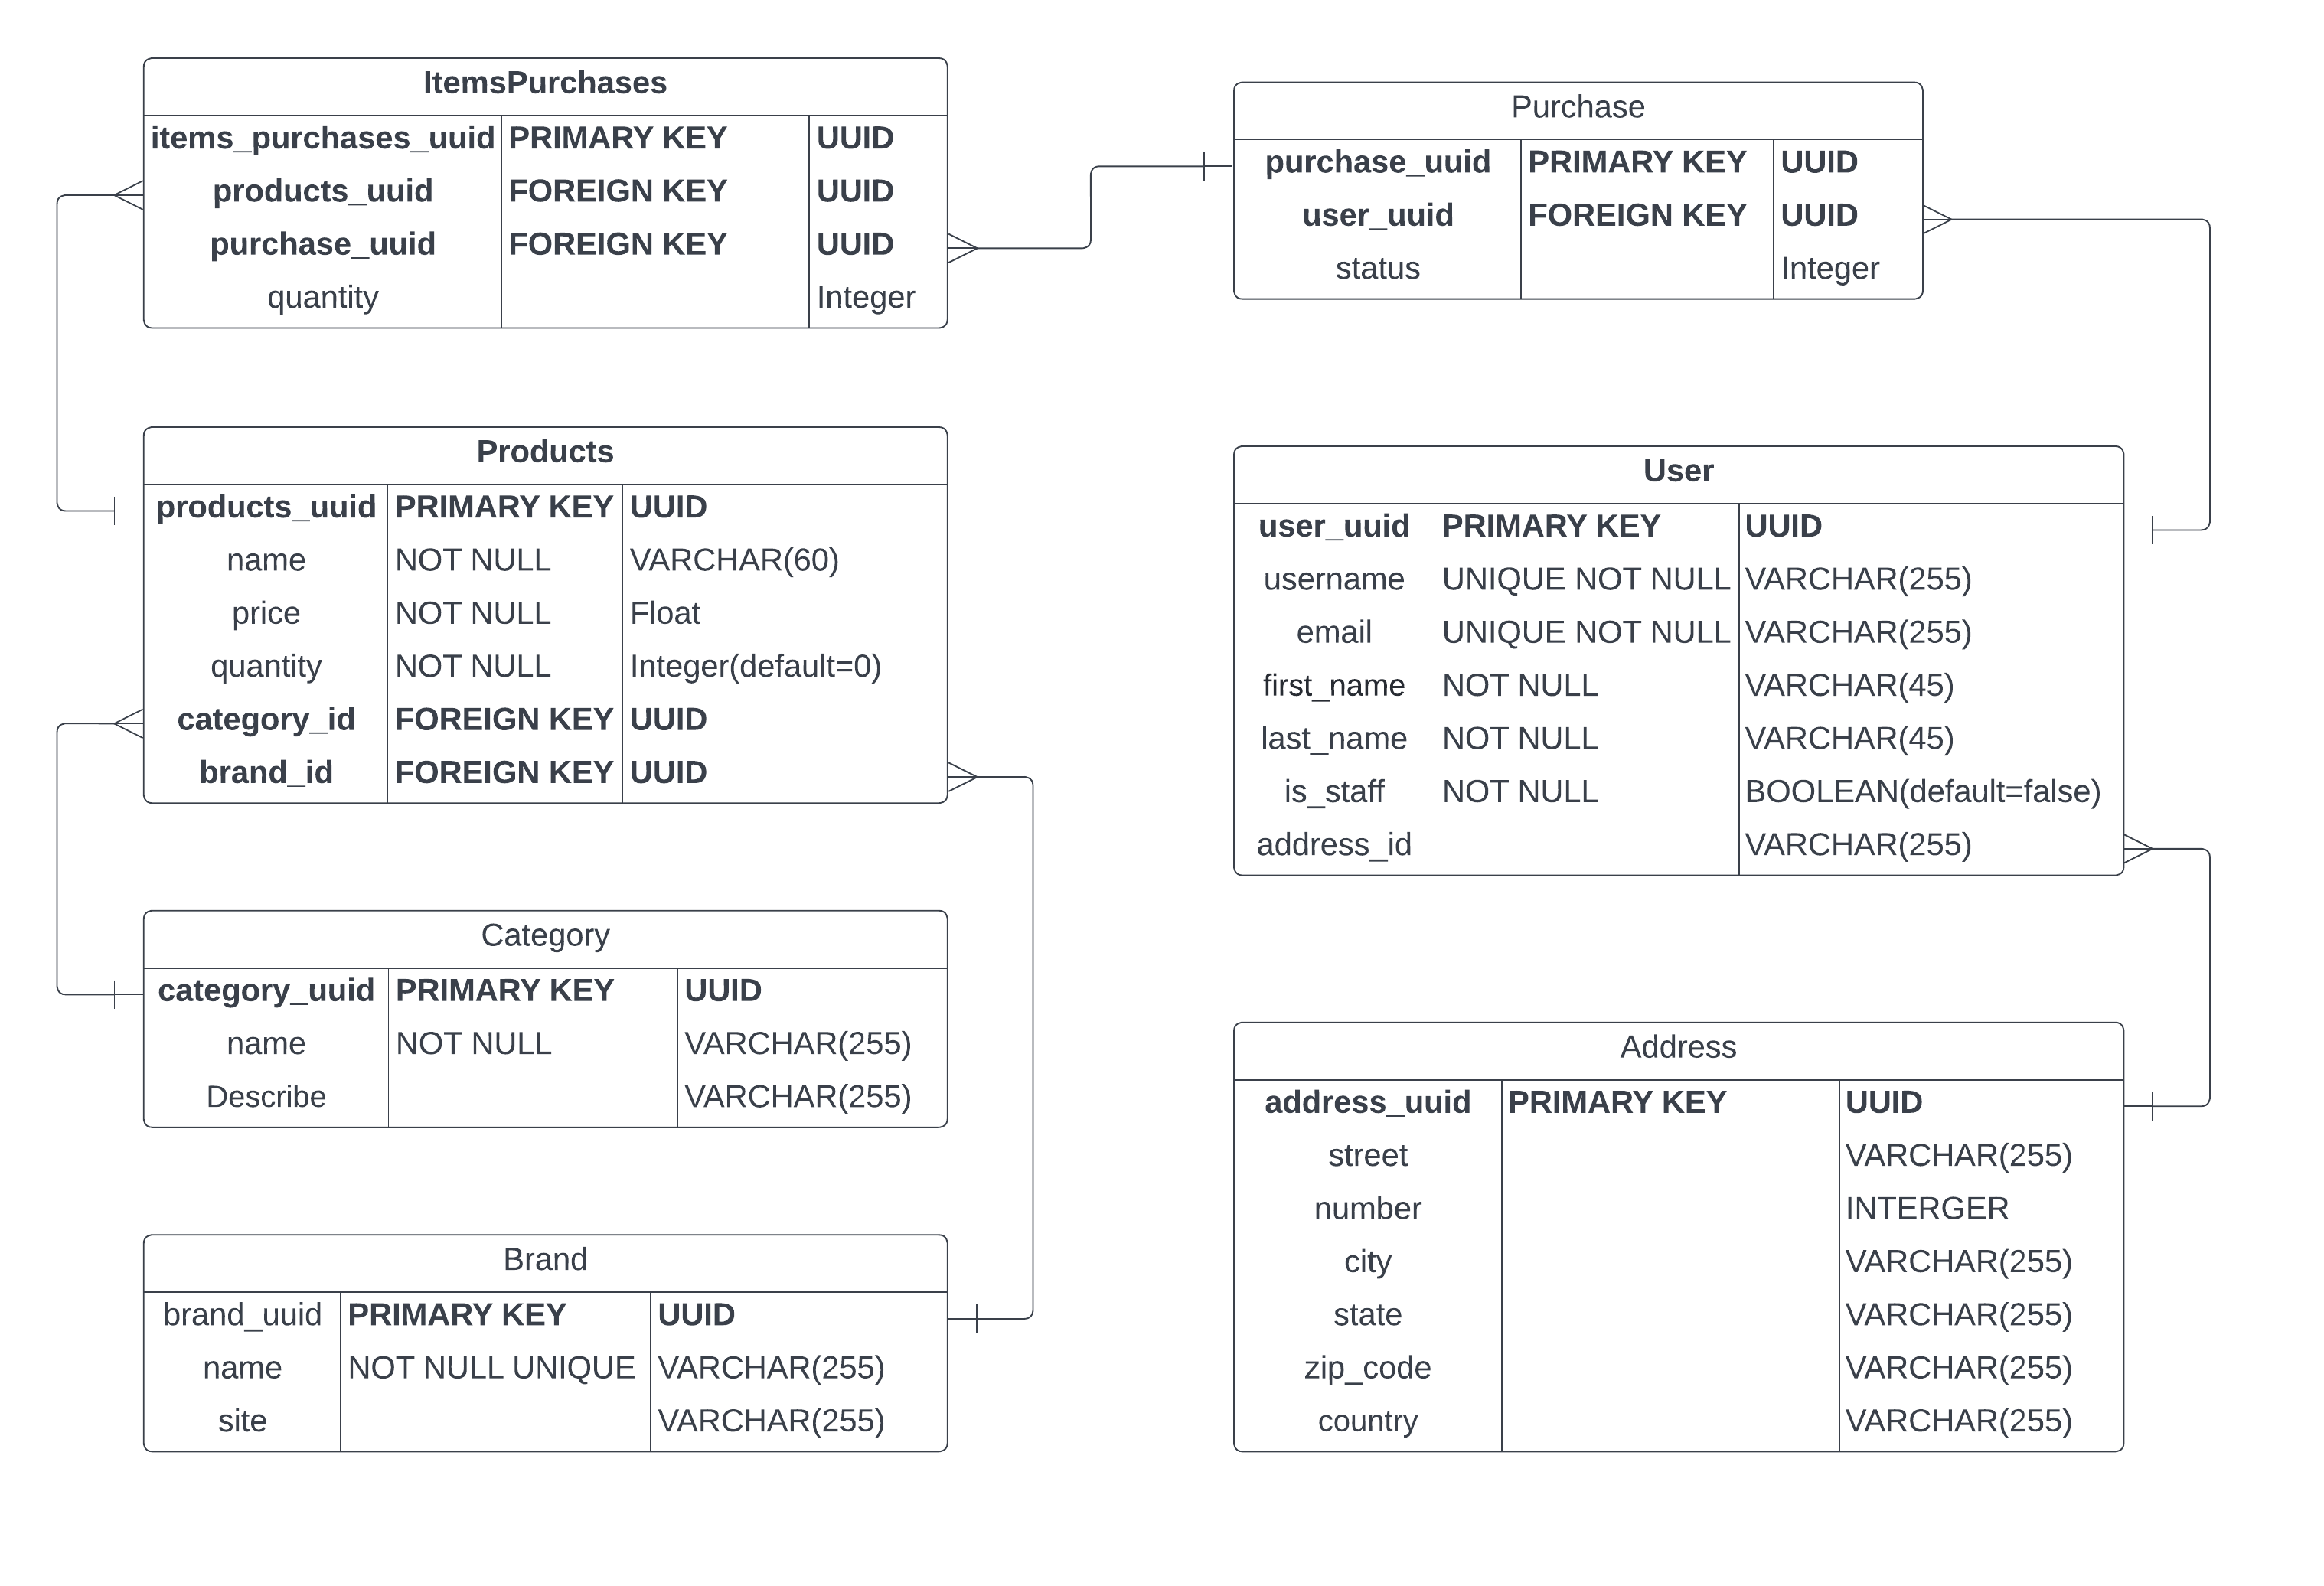 ItemsPurchases
items_purchases_uuid PRIMARY KEY UUID
products_uuid FOREIGN KEY UUID
purchase_uuid FOREIGN KEY UUID
quantity Integer
Purchase
purchase_uuid PRIMARY KEY UUID
user_uuid FOREIGN KEY UUID
status Integer
Products
products_uuid PRIMARY KEY UUID
name NOT NULL VARCHAR(60)
price NOT NULL Float
quantity NOT NULL Integer(default=0)
category_id FOREIGN KEY UUID
brand_id FOREIGN KEY UUID
User
user_uuid PRIMARY KEY UUID
username UNIQUE NOT NULL VARCHAR(255)
email UNIQUE NOT NULL VARCHAR(255)
first_name NOT NULL VARCHAR(45)
last_name NOT NULL VARCHAR(45)
is_staff NOT NULL BOOLEAN(default=false)
address_id VARCHAR(255)
Category
category_uuid PRIMARY KEY UUID
name NOT NULL VARCHAR(255)
Describe VARCHAR(255)
Address
address_uuid PRIMARY KEY UUID
street VARCHAR(255)
number INTERGER
city VARCHAR(255)
state VARCHAR(255)
zip_code VARCHAR(255)
country VARCHAR(255)
Brand
brand_uuid PRIMARY KEY UUID
name NOT NULL UNIQUE VARCHAR(255)
site VARCHAR(255)